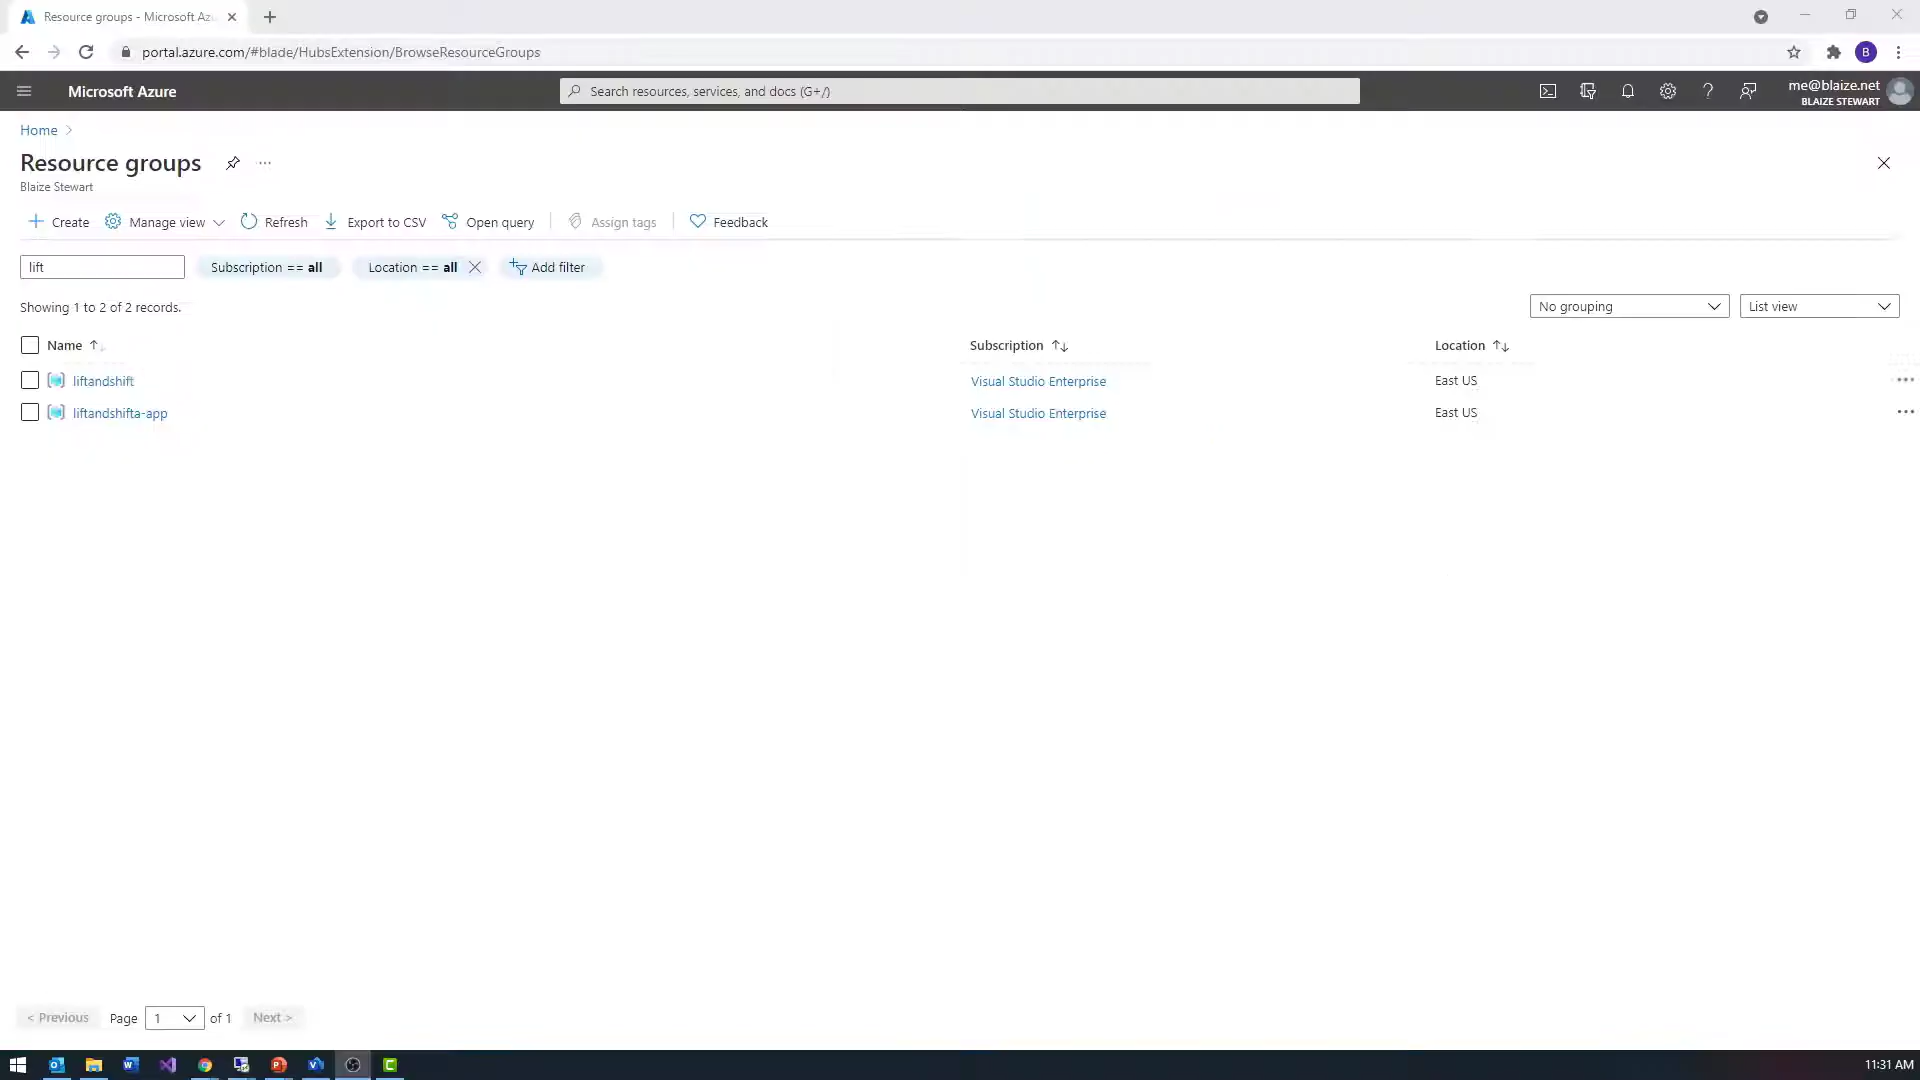 Resource groups - Microsoft Az
portal.azure.com/#blade/HubsExtension/BrowseResourceGroups
B
Microsoft Azure
Search resources, services, and docs (G+/)
me@blaize.net
BLAIZE STEWART
Home >
Resource groups
Blaize Stewart
Create Manage view Refresh Export to CSV Open query Assign tags Feedback
lift Subscription == all Location == all Add filter
Showing 1 to 2 of 2 records. No grouping List view
Name Subscription Location
liftandshift Visual Studio Enterprise East US
liftandshifta-app Visual Studio Enterprise East US
< Previous Page 1 of 1 Next >
11:31 AM